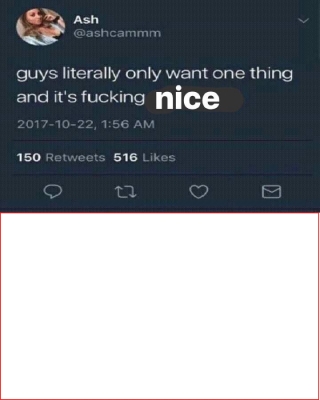 Ash
@ashcammm
guys literally only want one thing
and it's fucking nice
2017-10-22, 1:56 AM
150 Retweets 516 Likes